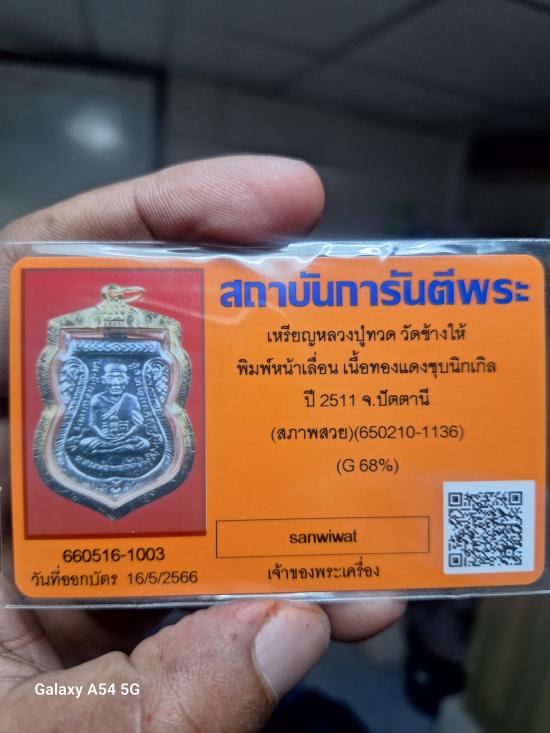 สถาบันการันตีพระ
เหรียญหลวงปู่ทวด วัดช้างให้
พิมพ์หน้าเลื่อน เนื้อทองแดงชุบนิกเกิล
ปี 2511 จ.ปัตตานี
(สภาพสวย)(650210-1136)
(G 68%)
sanwiwat
เจ้าของพระเครื่อง
660516-1003
วันที่ออกบัตร 16/5/2566
Galaxy A54 5G